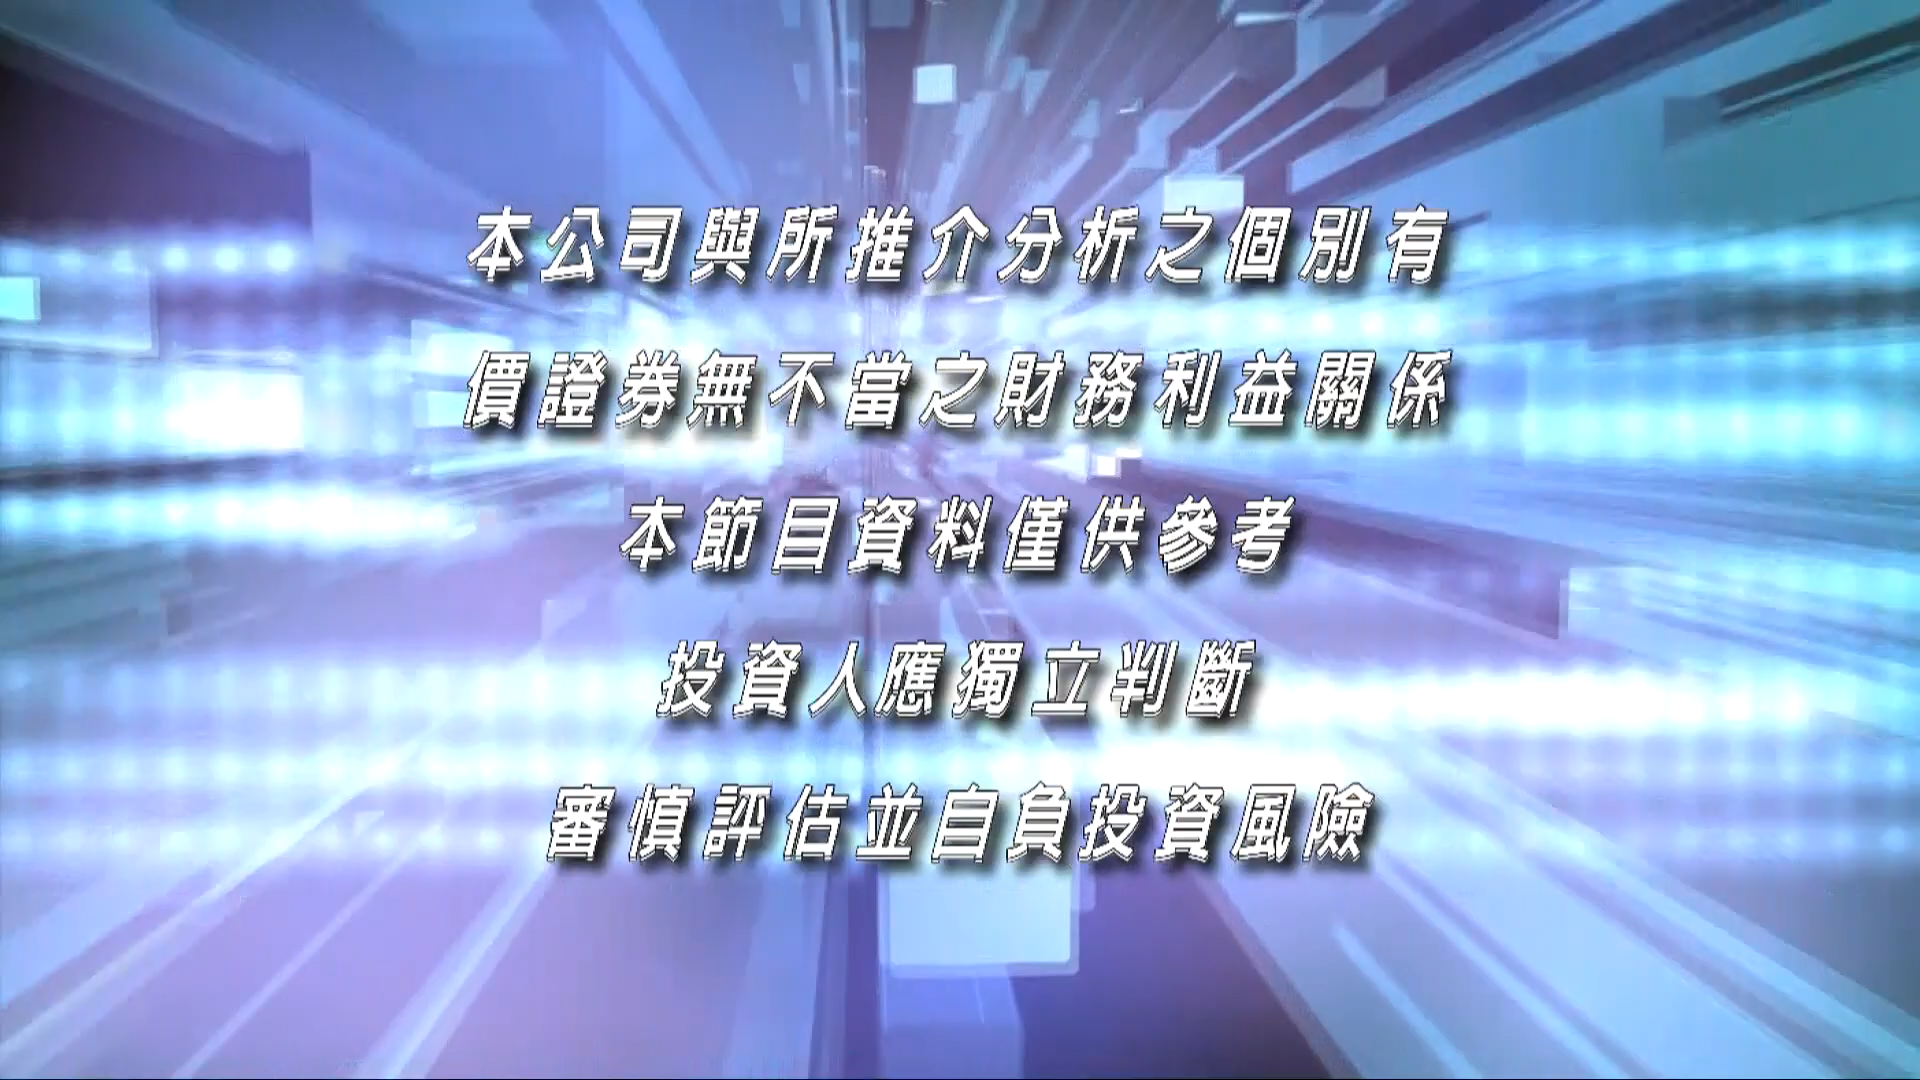 本公司與所推介分析之個別有
價證券無不當之財務利益關係
本節目資料僅供參考
投資人應獨立判斷
審慎評估並自負投資風險